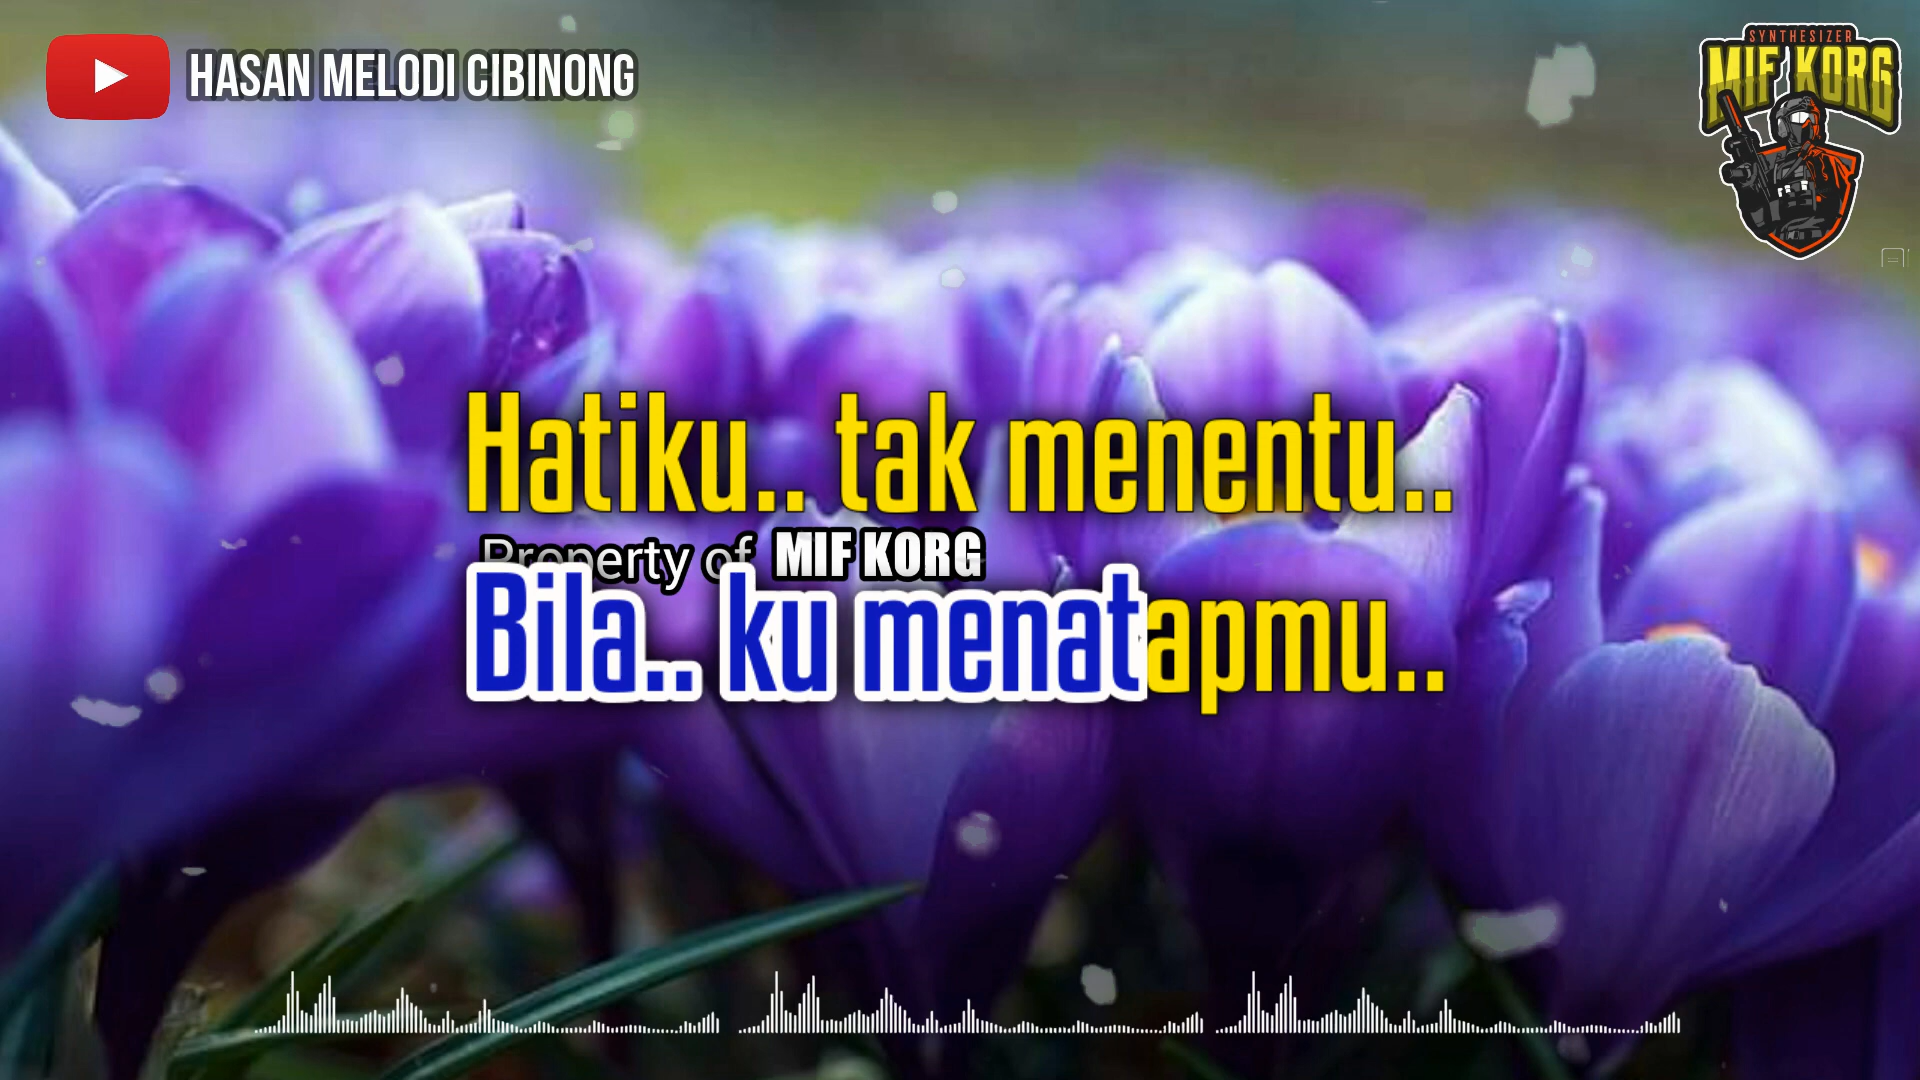 HASAN MELODI CIBINONG
SYNTHESIZER
MIF KORG
Hatiku.. tak menentu..
Property of MIF KORG
Bila.. ku menatapmu..